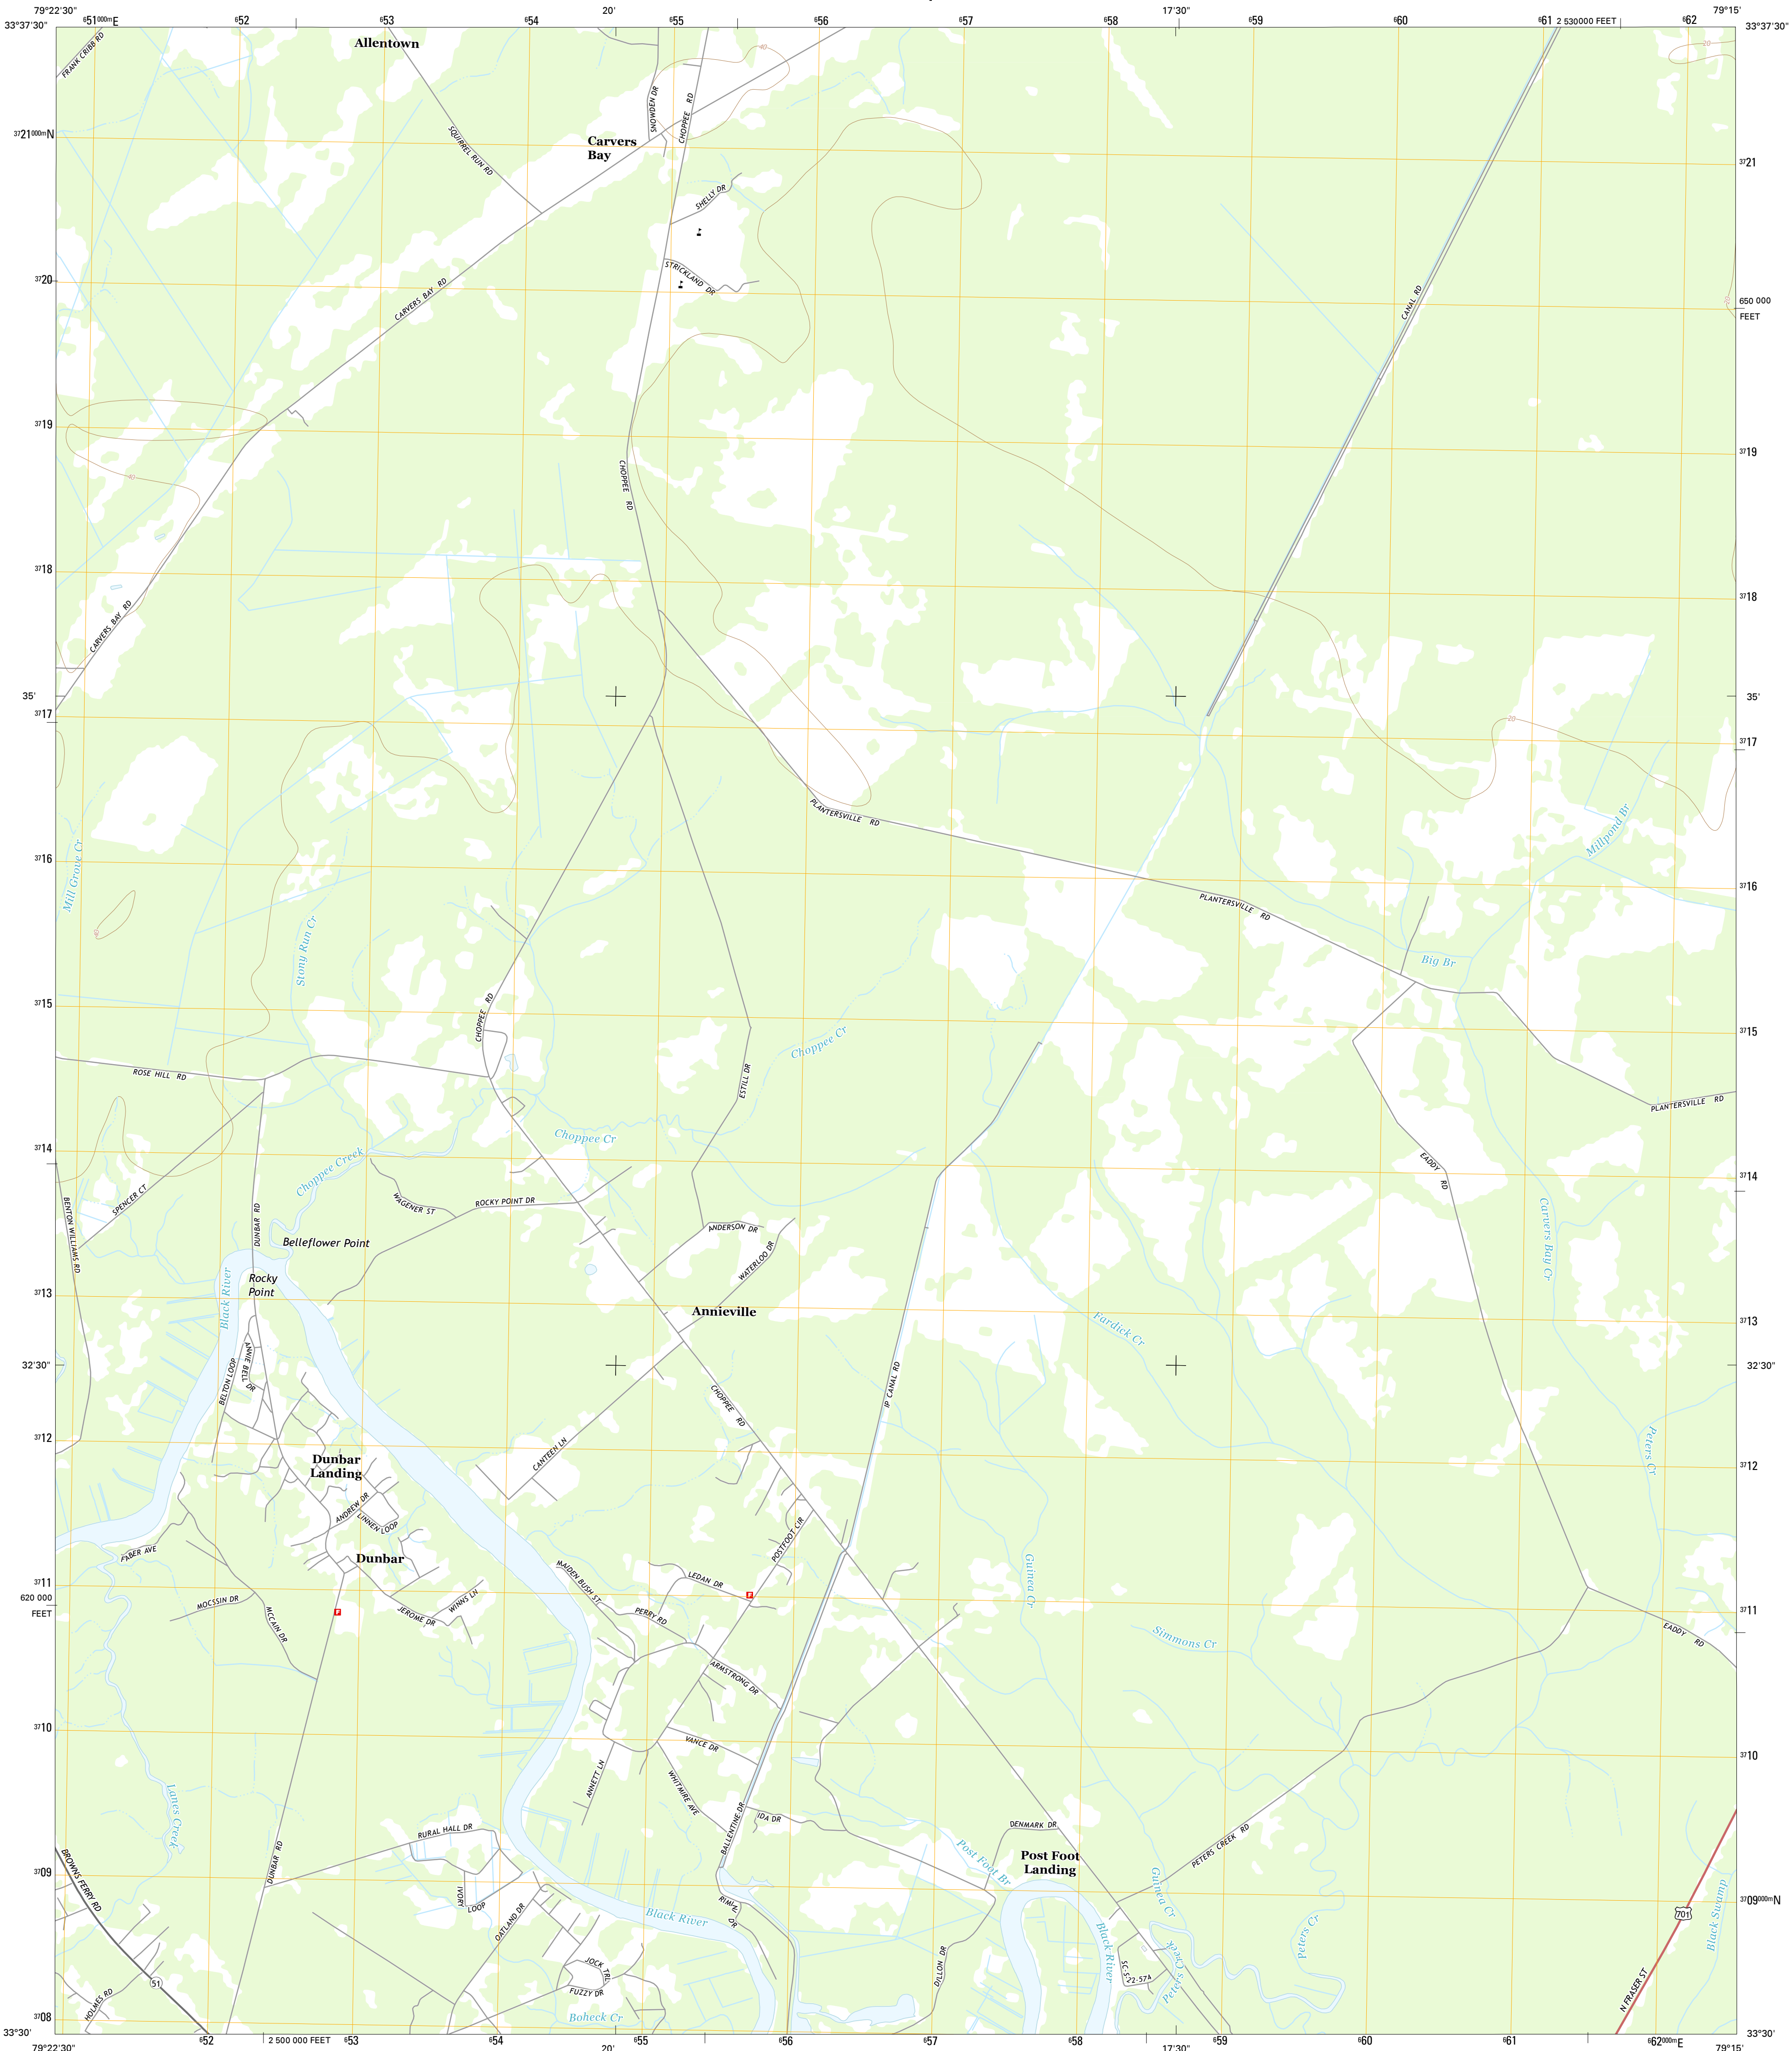 79°22'30"
⁶51⁰⁰⁰ᵐE
⁶52
⁶53
⁶54
20'
⁶55
⁶56
⁶57
⁶58
17'30"
⁶59
⁶60
⁶61
2 530000 FEET
⁶62
79°15'
33°37'30"
33°37'30"
FRANK CRIBB RD
Allentown
40
20
SNOWDEN DR
CHOPPEE RD
³⁷21⁰⁰⁰ᵐN
SQUIRREL RUN RD
Carvers
Bay
³⁷21
SHELLY DR
STRICKLAND DR
³⁷20
CARVERS BAY RD
CANAL RD
650 000
FEET
³⁷19
³⁷19
40
CHOPPEE RD
³⁷18
³⁷18
CARVERS BAY RD
35'
35'
³⁷17
20
³⁷17
PLANTERSVILLE RD
Millpond Br
³⁷16
Mill Grove Cr
³⁷16
PLANTERSVILLE RD
Stony Run Cr
Big Br
³⁷15
CHOPPEE RD
Choppee Cr
³⁷15
ROSE HILL RD
ESTILL DR
PLANTERSVILLE RD
Choppee Cr
³⁷14
Choppee Creek
EADDY RD
³⁷14
BENTON WILLIAMS RD
SPENCER CT
DUNBAR RD
WAGENER ST
ROCKY POINT DR
ANDERSON DR
Carvers Bay Cr
Belleflower Point
WATERLOO DR
Black River
Rocky
Point
³⁷13
Annieville
Fardick Cr
³⁷13
32'30"
32'30"
BELTON LOOP
ANNIE BELL DR
CHOPPEE RD
IP CANAL RD
³⁷12
CANTEEH LN
Peters Cr
Dunbar
Landing
³⁷12
ANDREW DR
LINNEN LOOP
POSTFOOT CIR
FABER AVE
Dunbar
MAIDEN BUSH ST
Guinea Cr
³⁷11
LEDAN DR
620 000
FEET
MOCSSIN DR
MCCAIN DR
JEROME DR
WINNS LN
PERRY RD
³⁷11
Simmons Cr
EADDY RD
ARMSTRONG DR
³⁷10
VANCE DR
³⁷10
ANNETT LN
WHITMIRE AVE
Lanes Creek
BALLENTINE DR
IDA DR
RURAL HALL DR
DENMARK DR
PETERS CREEK RD
³⁷09
BROWNS FERRY RD
DUNBAR RD
Post Foot Br
Post Foot
Landing
IVORY LOOP
RIMINI DR
Guinea Cr
³⁷09⁰⁰⁰ᵐN
OATLAND DR
Black River
Black River
Peters Creek
Peters Cr
701
Black Swamp
51
JOCK TRL
DILLON DR
SC-S-22-57A
HOLMES RD
FUZZY DR
N FRASER ST
³⁷08
Boheck Cr
33°30'
33°30'
79°22'30"
⁶52
2 500 000 FEET
⁶53
⁶54
20'
⁶55
⁶56
⁶57
⁶58
17'30"
⁶59
⁶60
⁶61
⁶62⁰⁰⁰ᵐE
79°15'